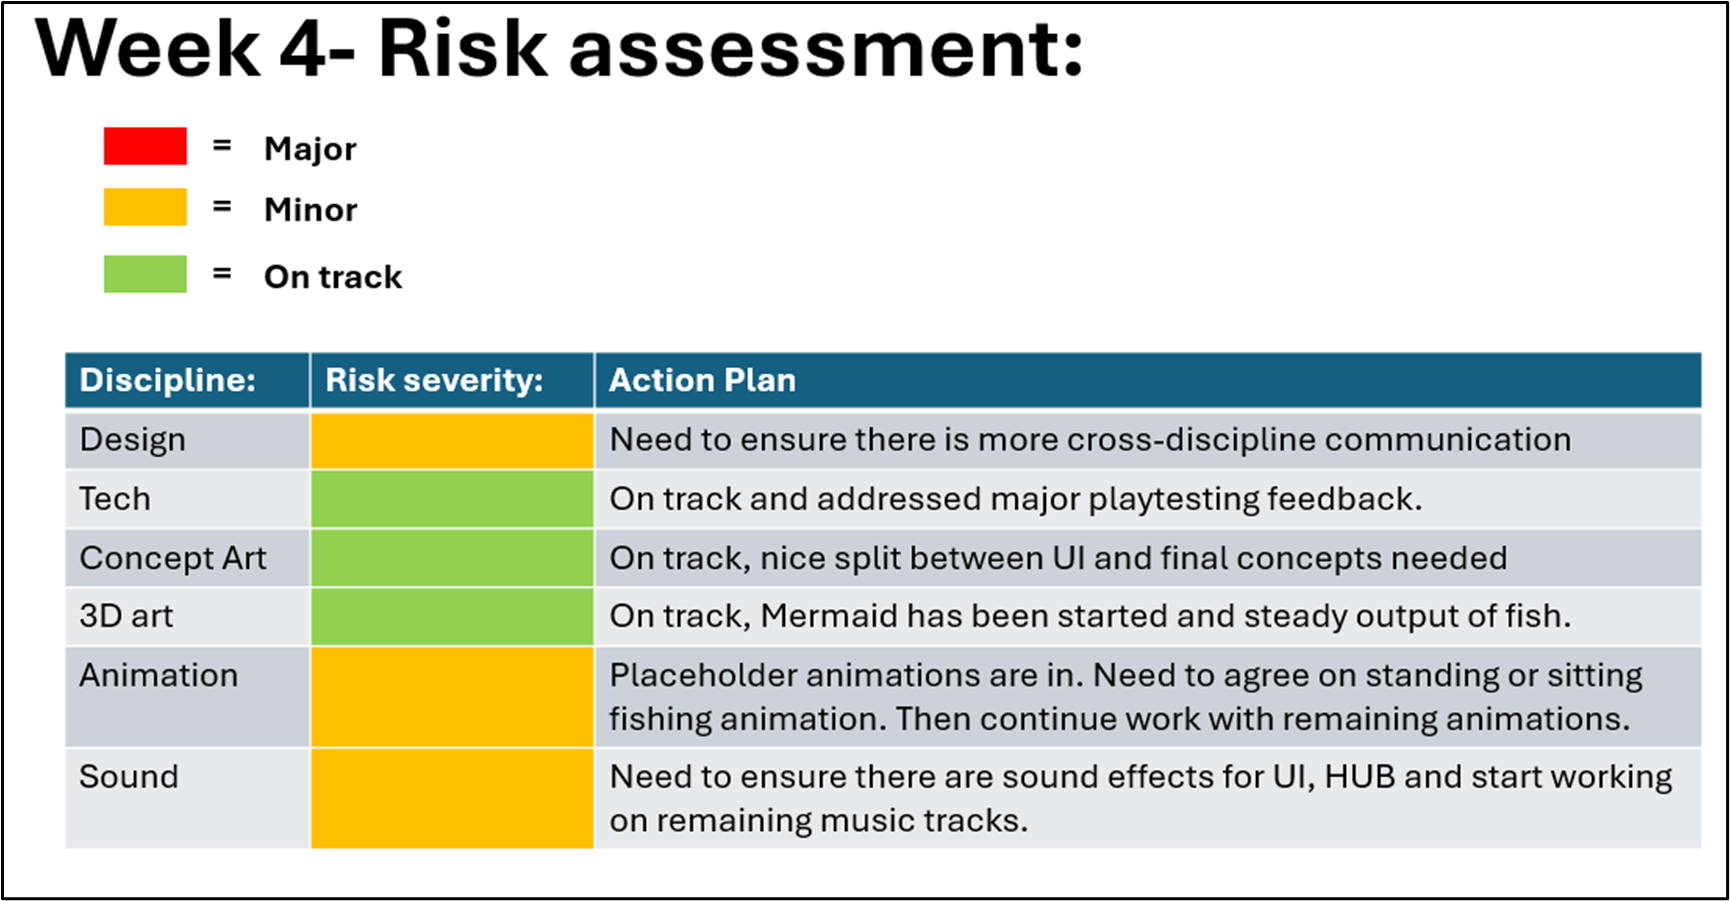 Week 4- Risk assessment:
= Major
= Minor
= On track
Discipline: Risk severity: Action Plan
Design Need to ensure there is more cross-discipline communication
Tech On track and addressed major playtesting feedback.
Concept Art On track, nice split between UI and final concepts needed
3D art On track, Mermaid has been started and steady output of fish.
Animation Placeholder animations are in. Need to agree on standing or sitting
fishing animation. Then continue work with remaining animations.
Sound Need to ensure there are sound effects for UI, HUB and start working
on remaining music tracks.